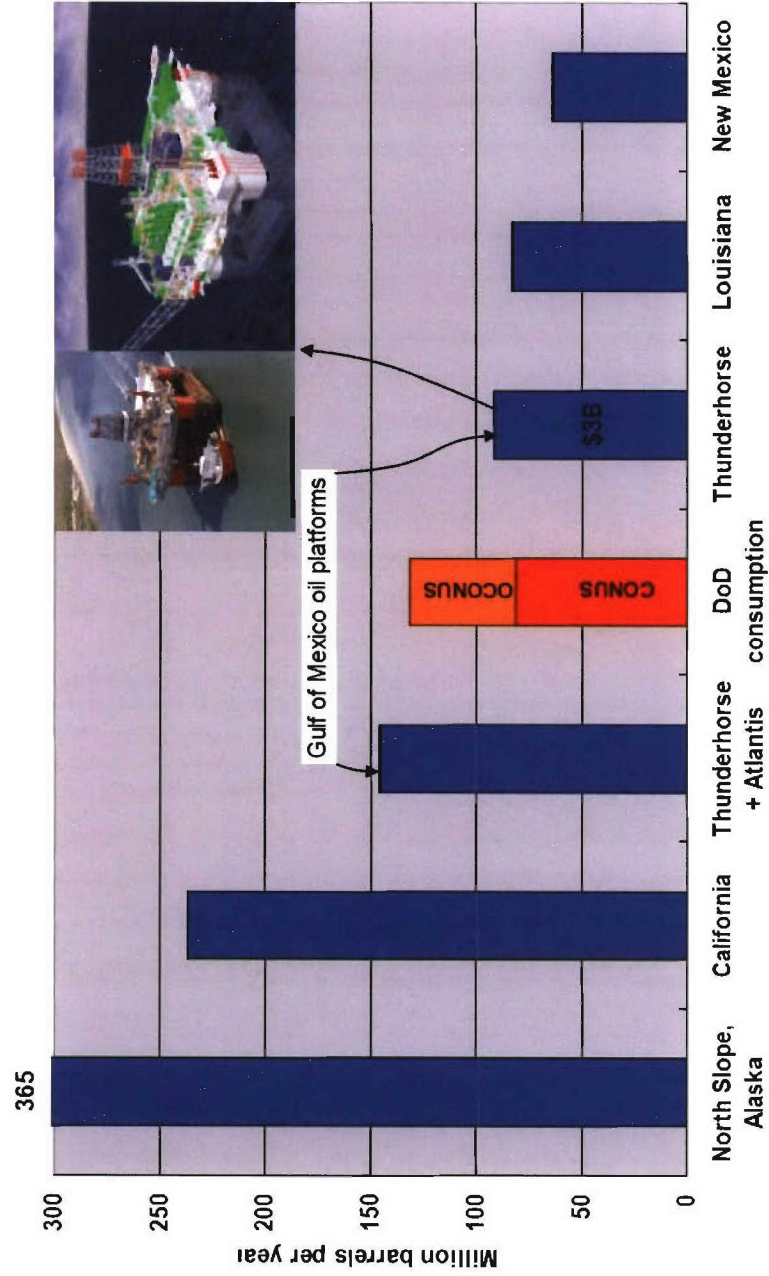 365
300
250
200
150
100
50
0
Million barrels per year
Gulf of Mexico oil platforms
OCONUS
CONUS
$3B
North Slope,
Alaska
California
Thunderhorse
+ Atlantis
DoD
consumption
Thunderhorse
Louisiana
New Mexico